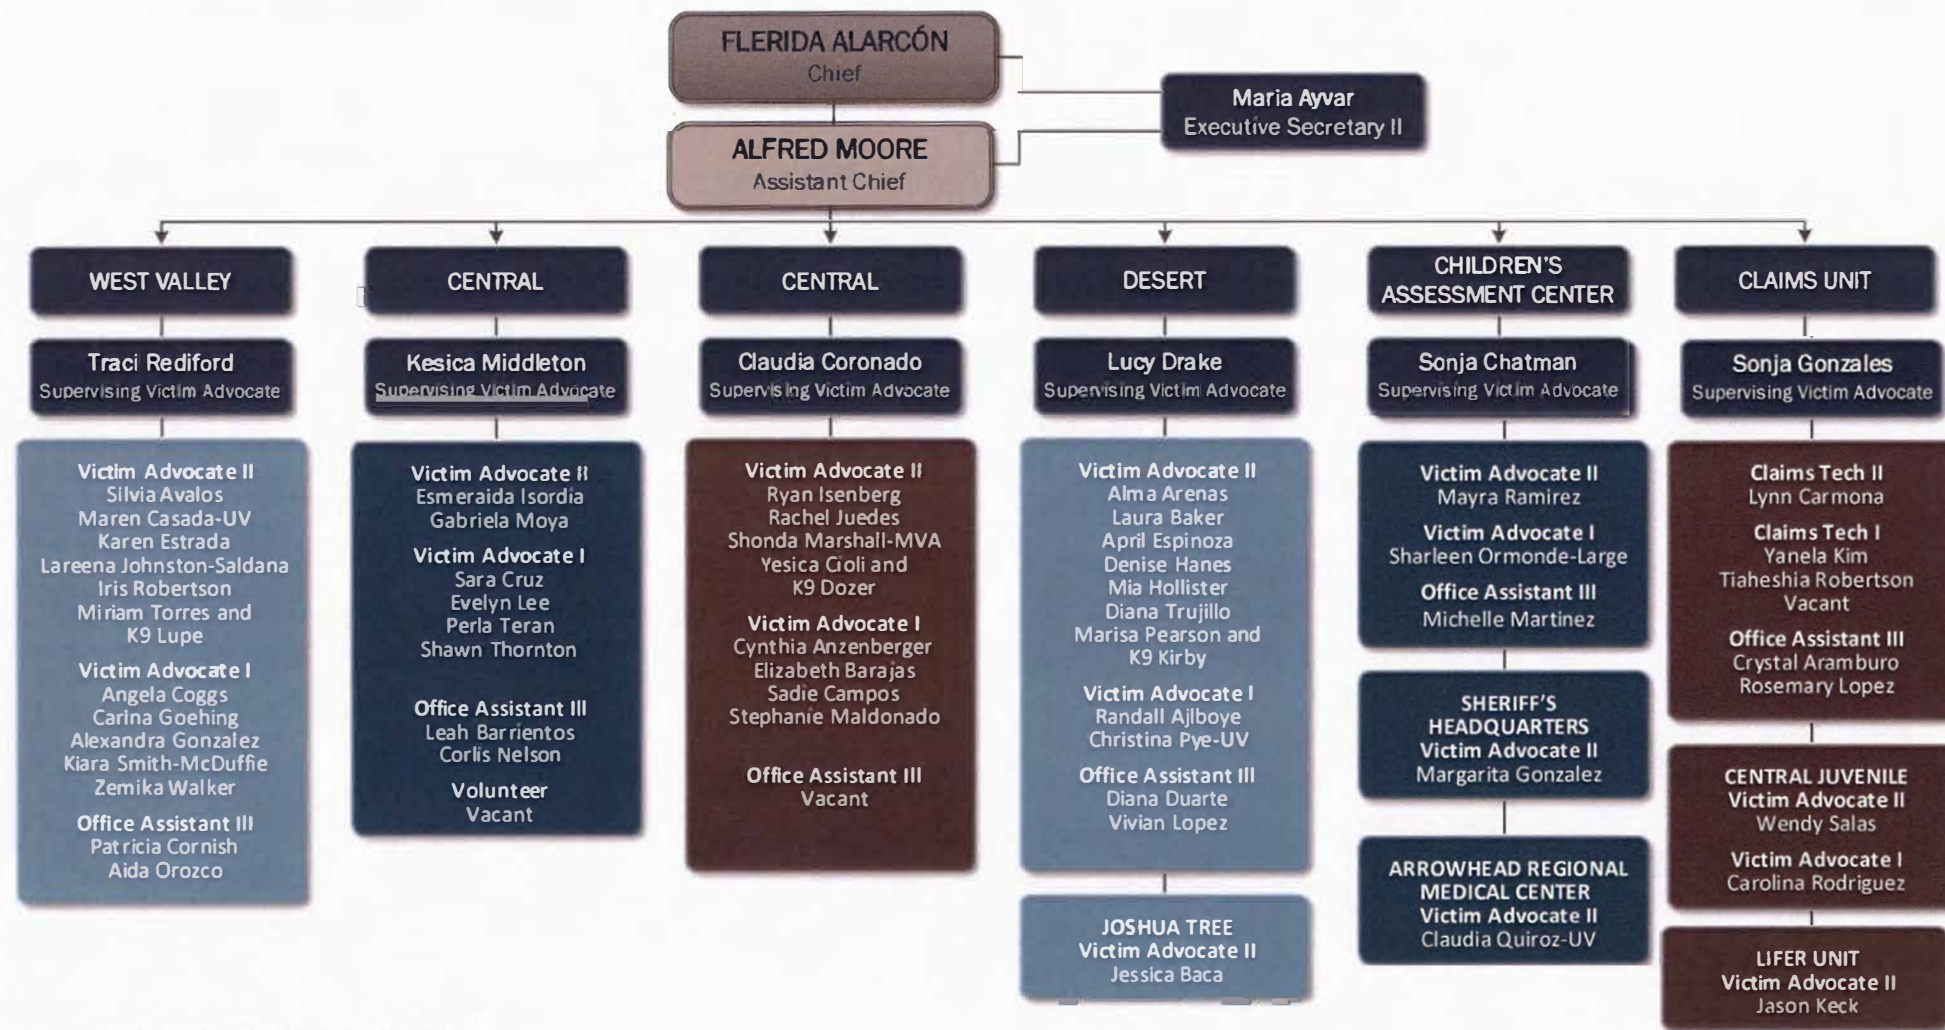 FLERIDA ALARCÓN
Chief
Maria Ayvar
Executive Secretary II
ALFRED MOORE
Assistant Chief
WEST VALLEY
Traci Rediford
Supervising Victim Advocate
Victim Advocate II
Silvia Avalos
Maren Casada-UV
Karen Estrada
Lareena Johnston-Saldana
Iris Robertson
Miriam Torres and
K9 Lupe
Victim Advocate I
Angela Coggs
Carina Goehing
Alexandra Gonzalez
Kiara Smith-McDuffie
Zemika Walker
Office Assistant III
Patricia Cornish
Aida Orozco
CENTRAL
Kesica Middleton
Supervising Victim Advocate
Victim Advocate II
Esmeraida Isordia
Gabriela Moya
Victim Advocate I
Sara Cruz
Evelyn Lee
Perla Teran
Shawn Thornton
Office Assistant III
Leah Barrientos
Corlis Nelson
Volunteer
Vacant
CENTRAL
Claudia Coronado
Supervising Victim Advocate
Victim Advocate II
Ryan Isenberg
Rachel Juedes
Shonda Marshall-MVA
Yesica Cioli and
K9 Dozer
Victim Advocate I
Cynthia Anzenberger
Elizabeth Barajas
Sadie Campos
Stephanie Maldonado
Office Assistant III
Vacant
DESERT
Lucy Drake
Supervising Victim Advocate
Victim Advocate II
Alma Arenas
Laura Baker
April Espinoza
Denise Hanes
Mia Hollister
Diana Trujillo
Marisa Pearson and
K9 Kirby
Victim Advocate I
Randall Ajlboye
Christina Pye-UV
Office Assistant III
Diana Duarte
Vivian Lopez
JOSHUA TREE
Victim Advocate II
Jessica Baca
CHILDREN'S
ASSESSMENT CENTER
Sonja Chatman
Supervising Victim Advocate
Victim Advocate II
Mayra Ramirez
Victim Advocate I
Sharleen Ormonde-Large
Office Assistant III
Michelle Martinez
SHERIFF'S
HEADQUARTERS
Victim Advocate II
Margarita Gonzalez
ARROWHEAD REGIONAL
MEDICAL CENTER
Victim Advocate II
Claudia Quiroz-UV
CLAIMS UNIT
Sonja Gonzales
Supervising Victim Advocate
Claims Tech II
Lynn Carmona
Claims Tech I
Yanela Kim
Tiaheshia Robertson
Vacant
Office Assistant III
Crystal Aramburo
Rosemary Lopez
CENTRAL JUVENILE
Victim Advocate II
Wendy Salas
Victim Advocate I
Carolina Rodriguez
LIFER UNIT
Victim Advocate II
Jason Keck